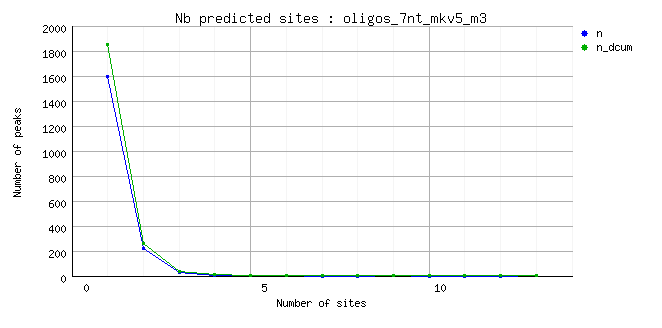 Nb predicted sites : oligos_7nt_mkv5_m3
n
n_dcum
2000
1800
1600
1400
1200
1000
800
600
400
200
0
Number of peaks
0 5 10
Number of sites